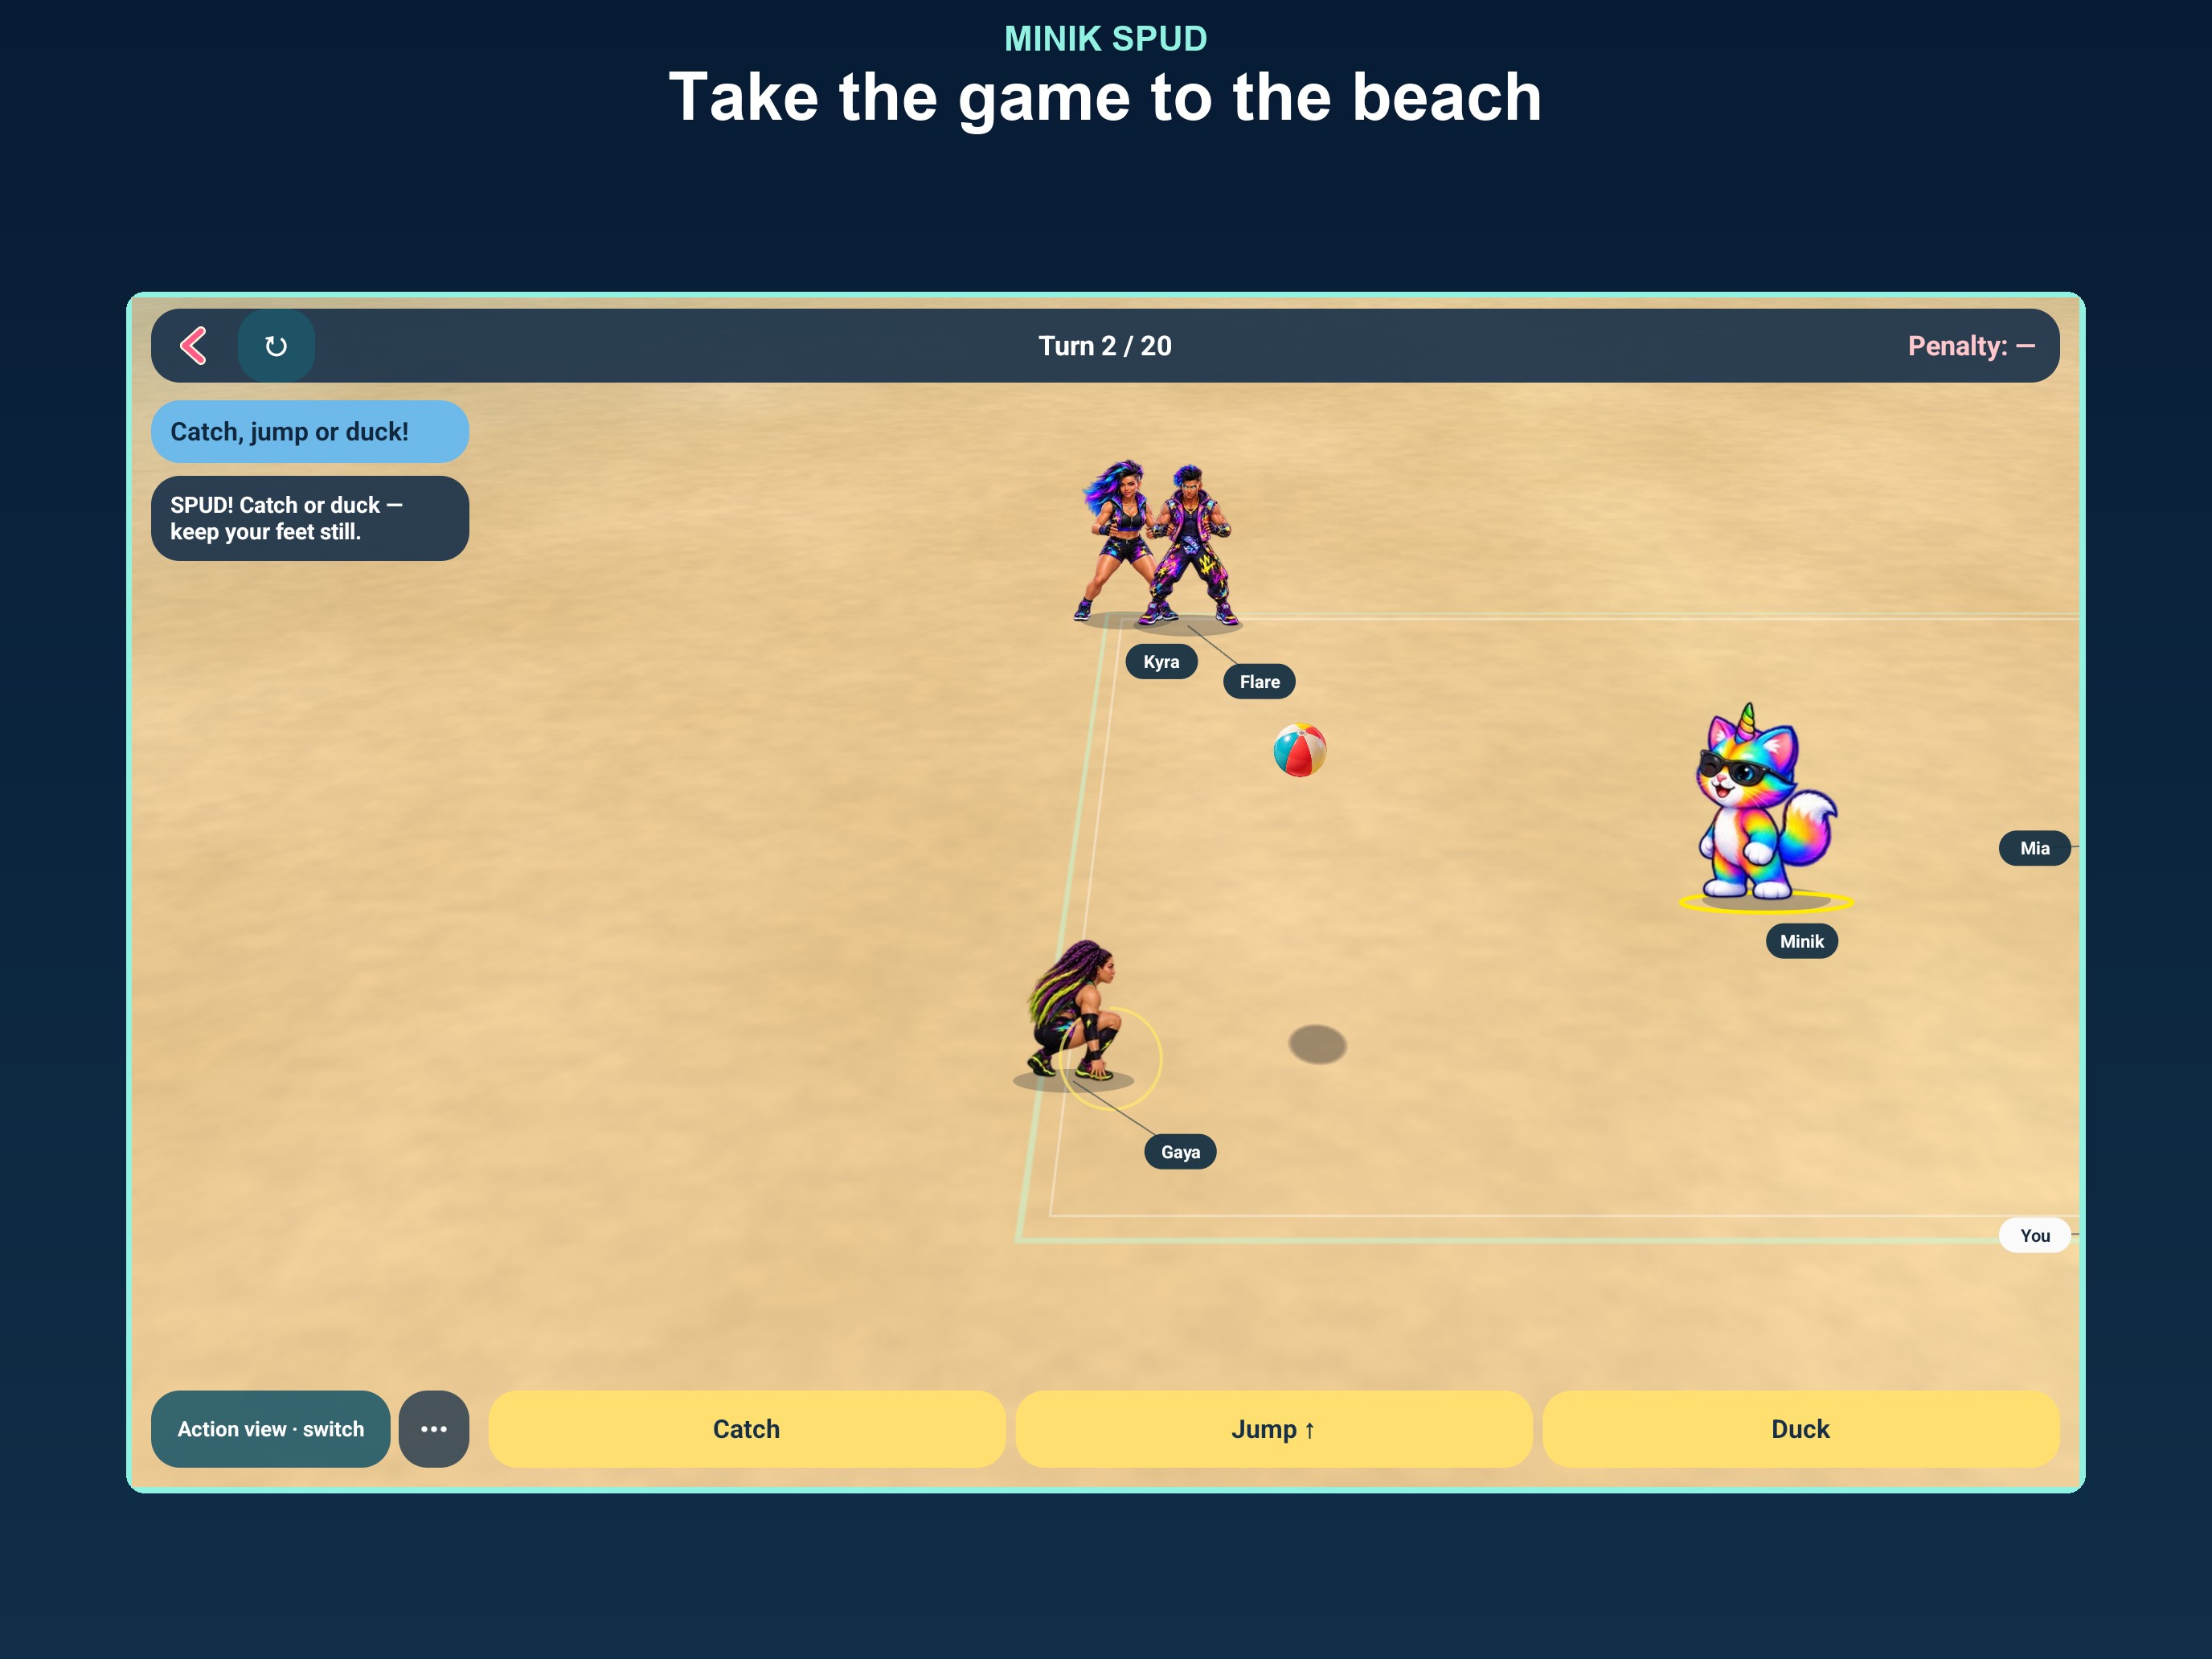 MINIK SPUD
Take the game to the beach
↻
Turn 2 / 20
Penalty: —
Catch, jump or duck!
SPUD! Catch or duck —
keep your feet still.
Kyra
Flare
Mia
Minik
Gaya
You
Action view · switch
•••
Catch
Jump ↑
Duck